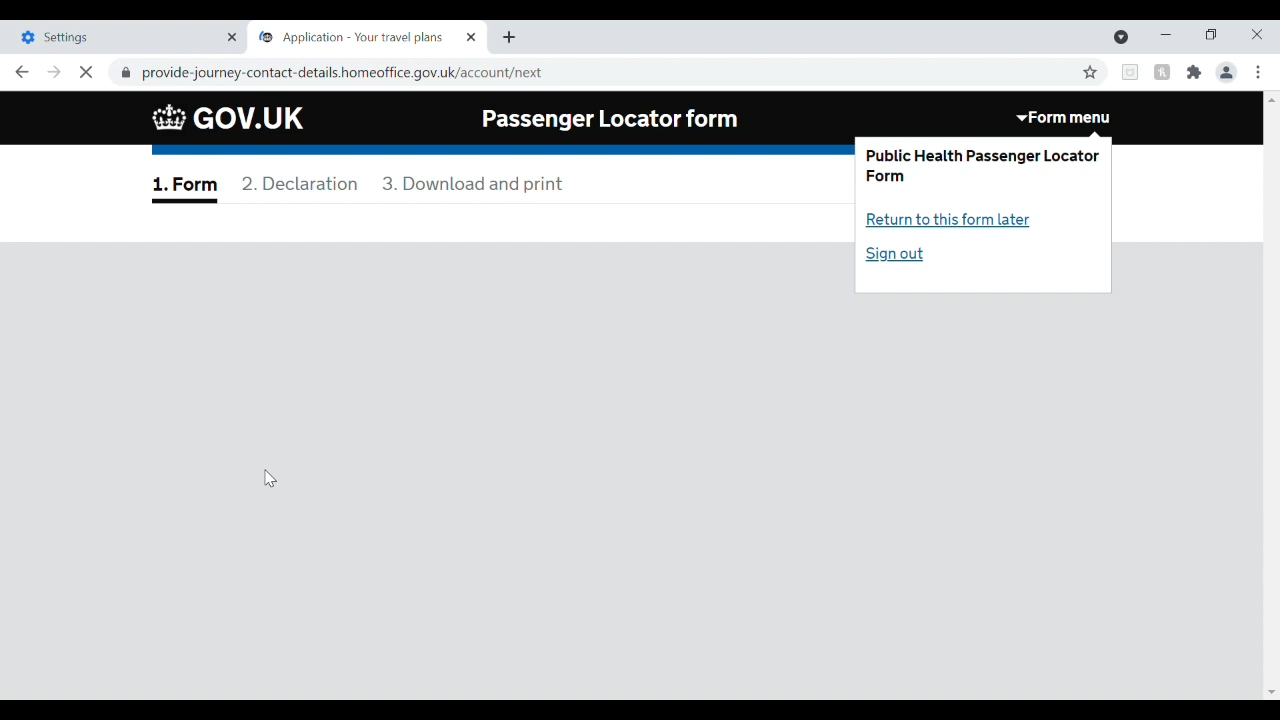 Settings
Application - Your travel plans
provide-journey-contact-details.homeoffice.gov.uk/account/next
GOV.UK
Passenger Locator form
Form menu
Public Health Passenger Locator
Form
1. Form
2. Declaration
3. Download and print
Return to this form later
Sign out